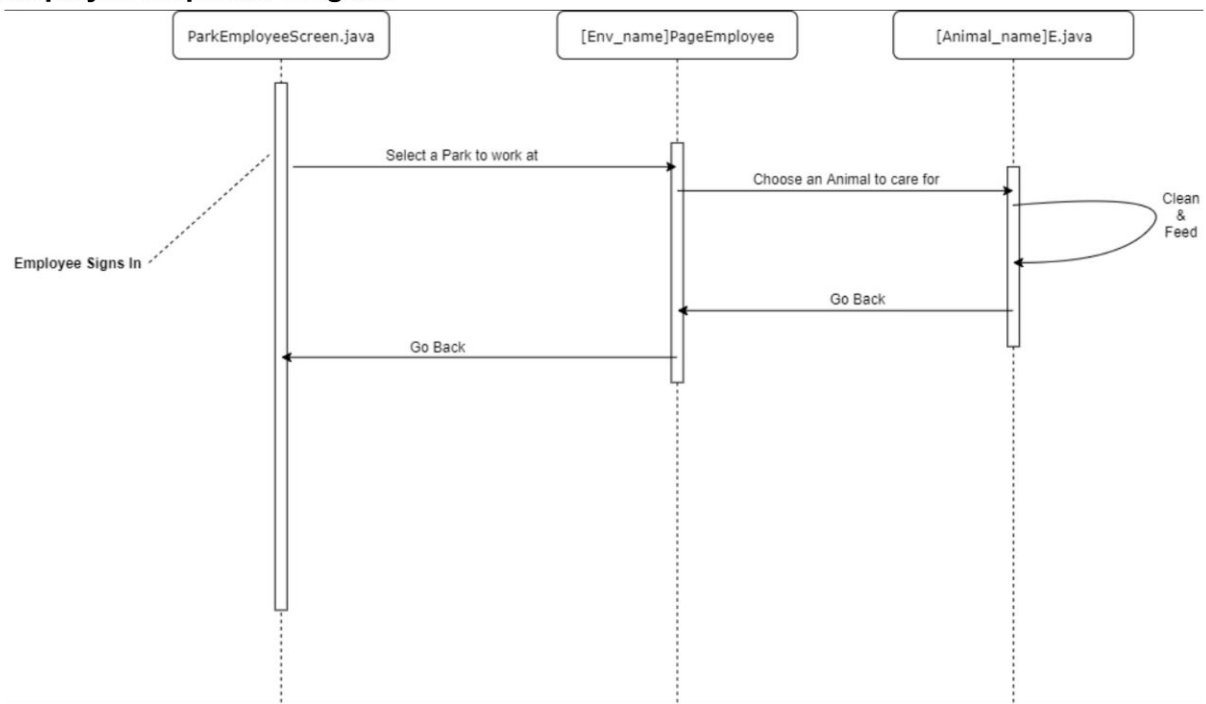 ParkEmployeeScreen.java
[Env_name]PageEmployee
[Animal_name]E.java
Select a Park to work at
Choose an Animal to care for
Clean
&
Feed
Employee Signs In
Go Back
Go Back